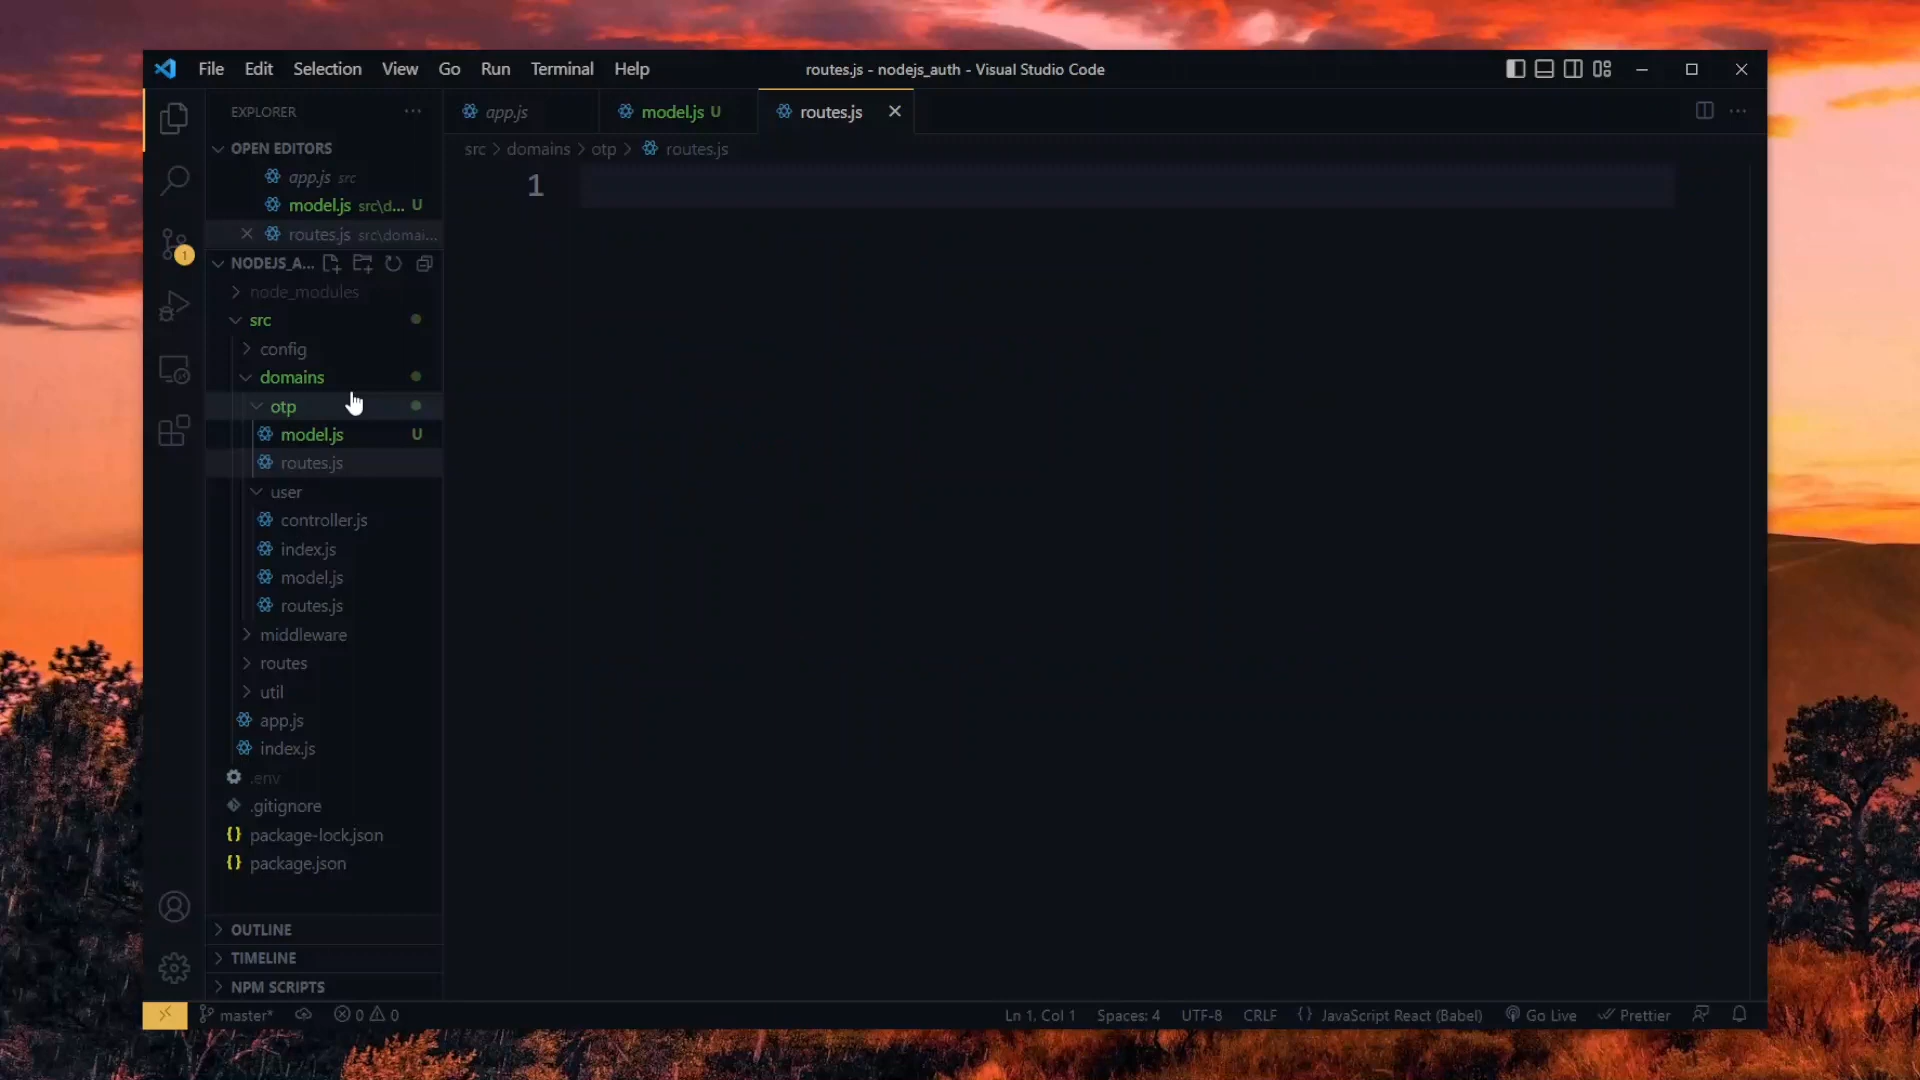 File Edit Selection View Go Run Terminal Help
routes.js - nodejs_auth - Visual Studio Code
EXPLORER ...
app.js
model.js U
routes.js
src > domains > otp > routes.js
OPEN EDITORS
app.js src
model.js src\d... U
routes.js src\domai...
NODEJS_A...
node_modules
src
config
domains
otp
model.js U
routes.js
user
controller.js
index.js
model.js
routes.js
middleware
routes
util
app.js
index.js
.env
.gitignore
{} package-lock.json
{} package.json
OUTLINE
TIMELINE
NPM SCRIPTS
1
1
master* 0 0
Ln 1, Col 1 Spaces: 4 UTF-8 CRLF {} JavaScript React (Babel) Go Live Prettier